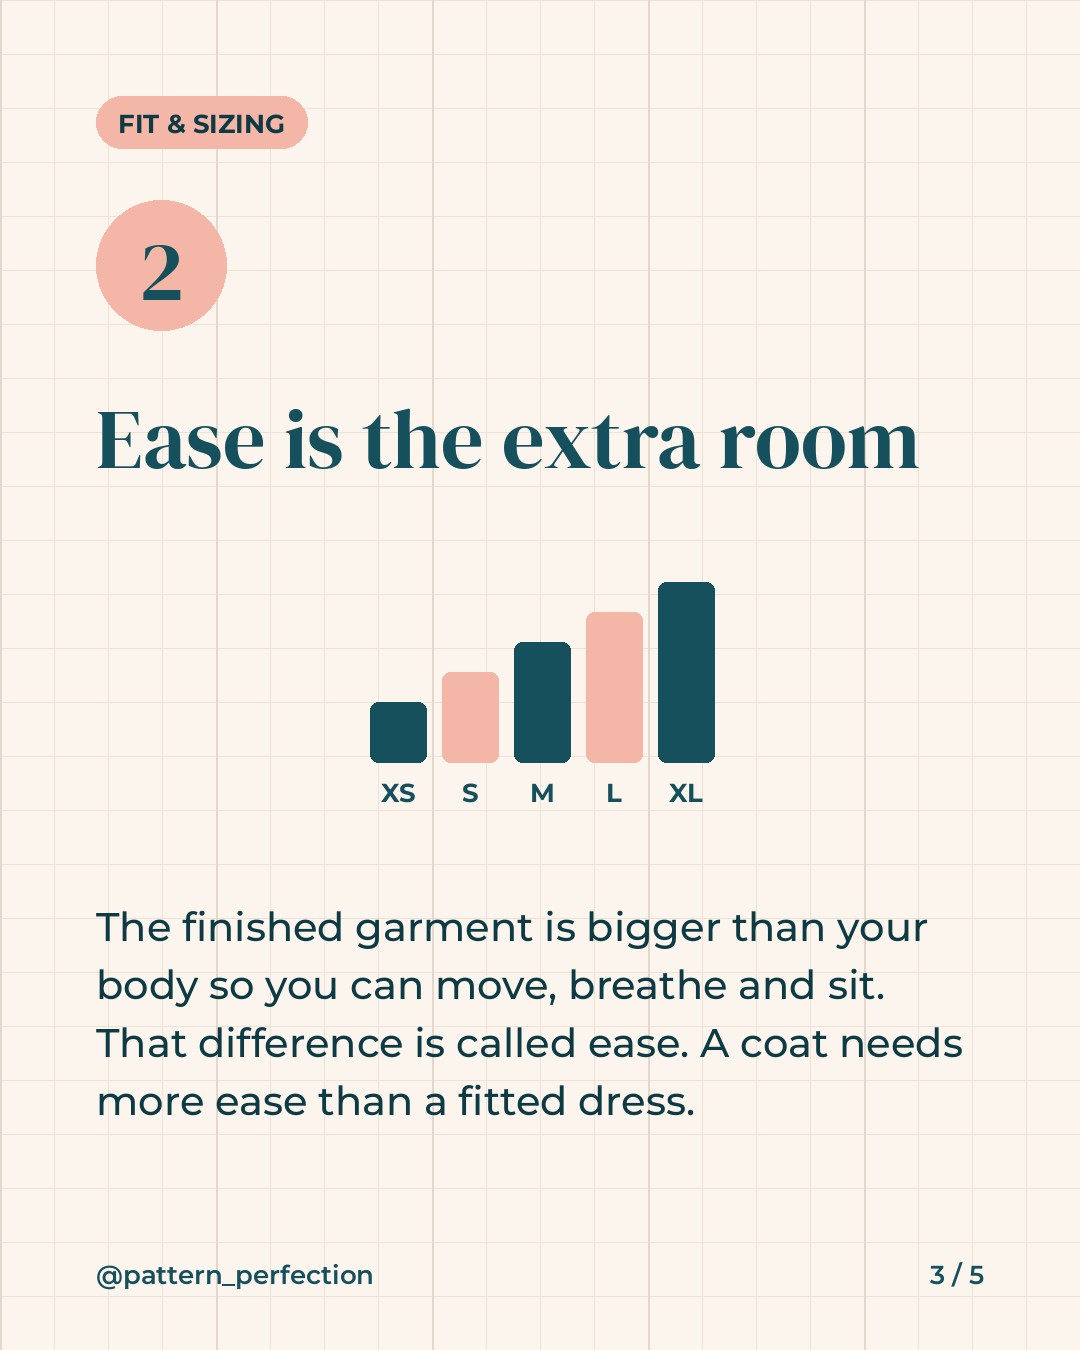 FIT & SIZING
2
Ease is the extra room
XS S M L XL
The finished garment is bigger than your
body so you can move, breathe and sit.
That difference is called ease. A coat needs
more ease than a fitted dress.
@pattern_perfection
3 / 5